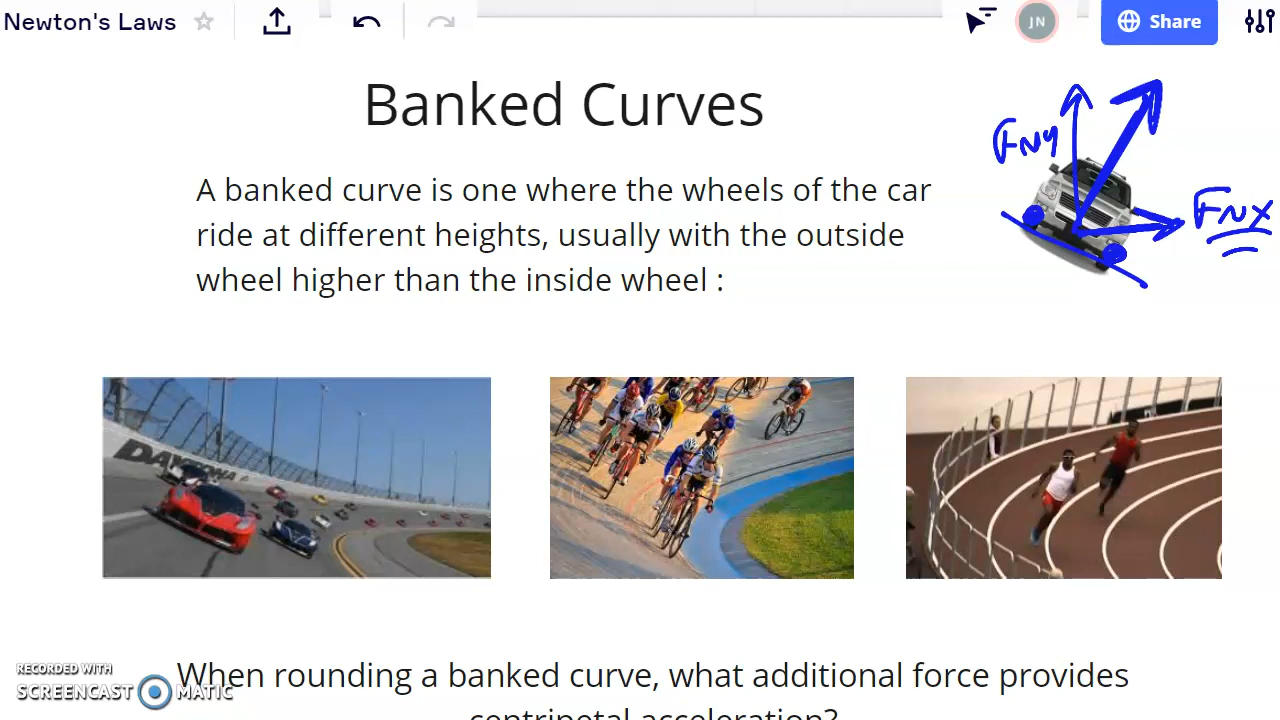 Newton's Laws
JN
Share
Banked Curves
FNy
A banked curve is one where the wheels of the car
ride at different heights, usually with the outside
wheel higher than the inside wheel :
FNX
DAYTONA
When rounding a banked curve, what additional force provides
centripetal acceleration?
RECORDED WITH
SCREENCAST MATIC